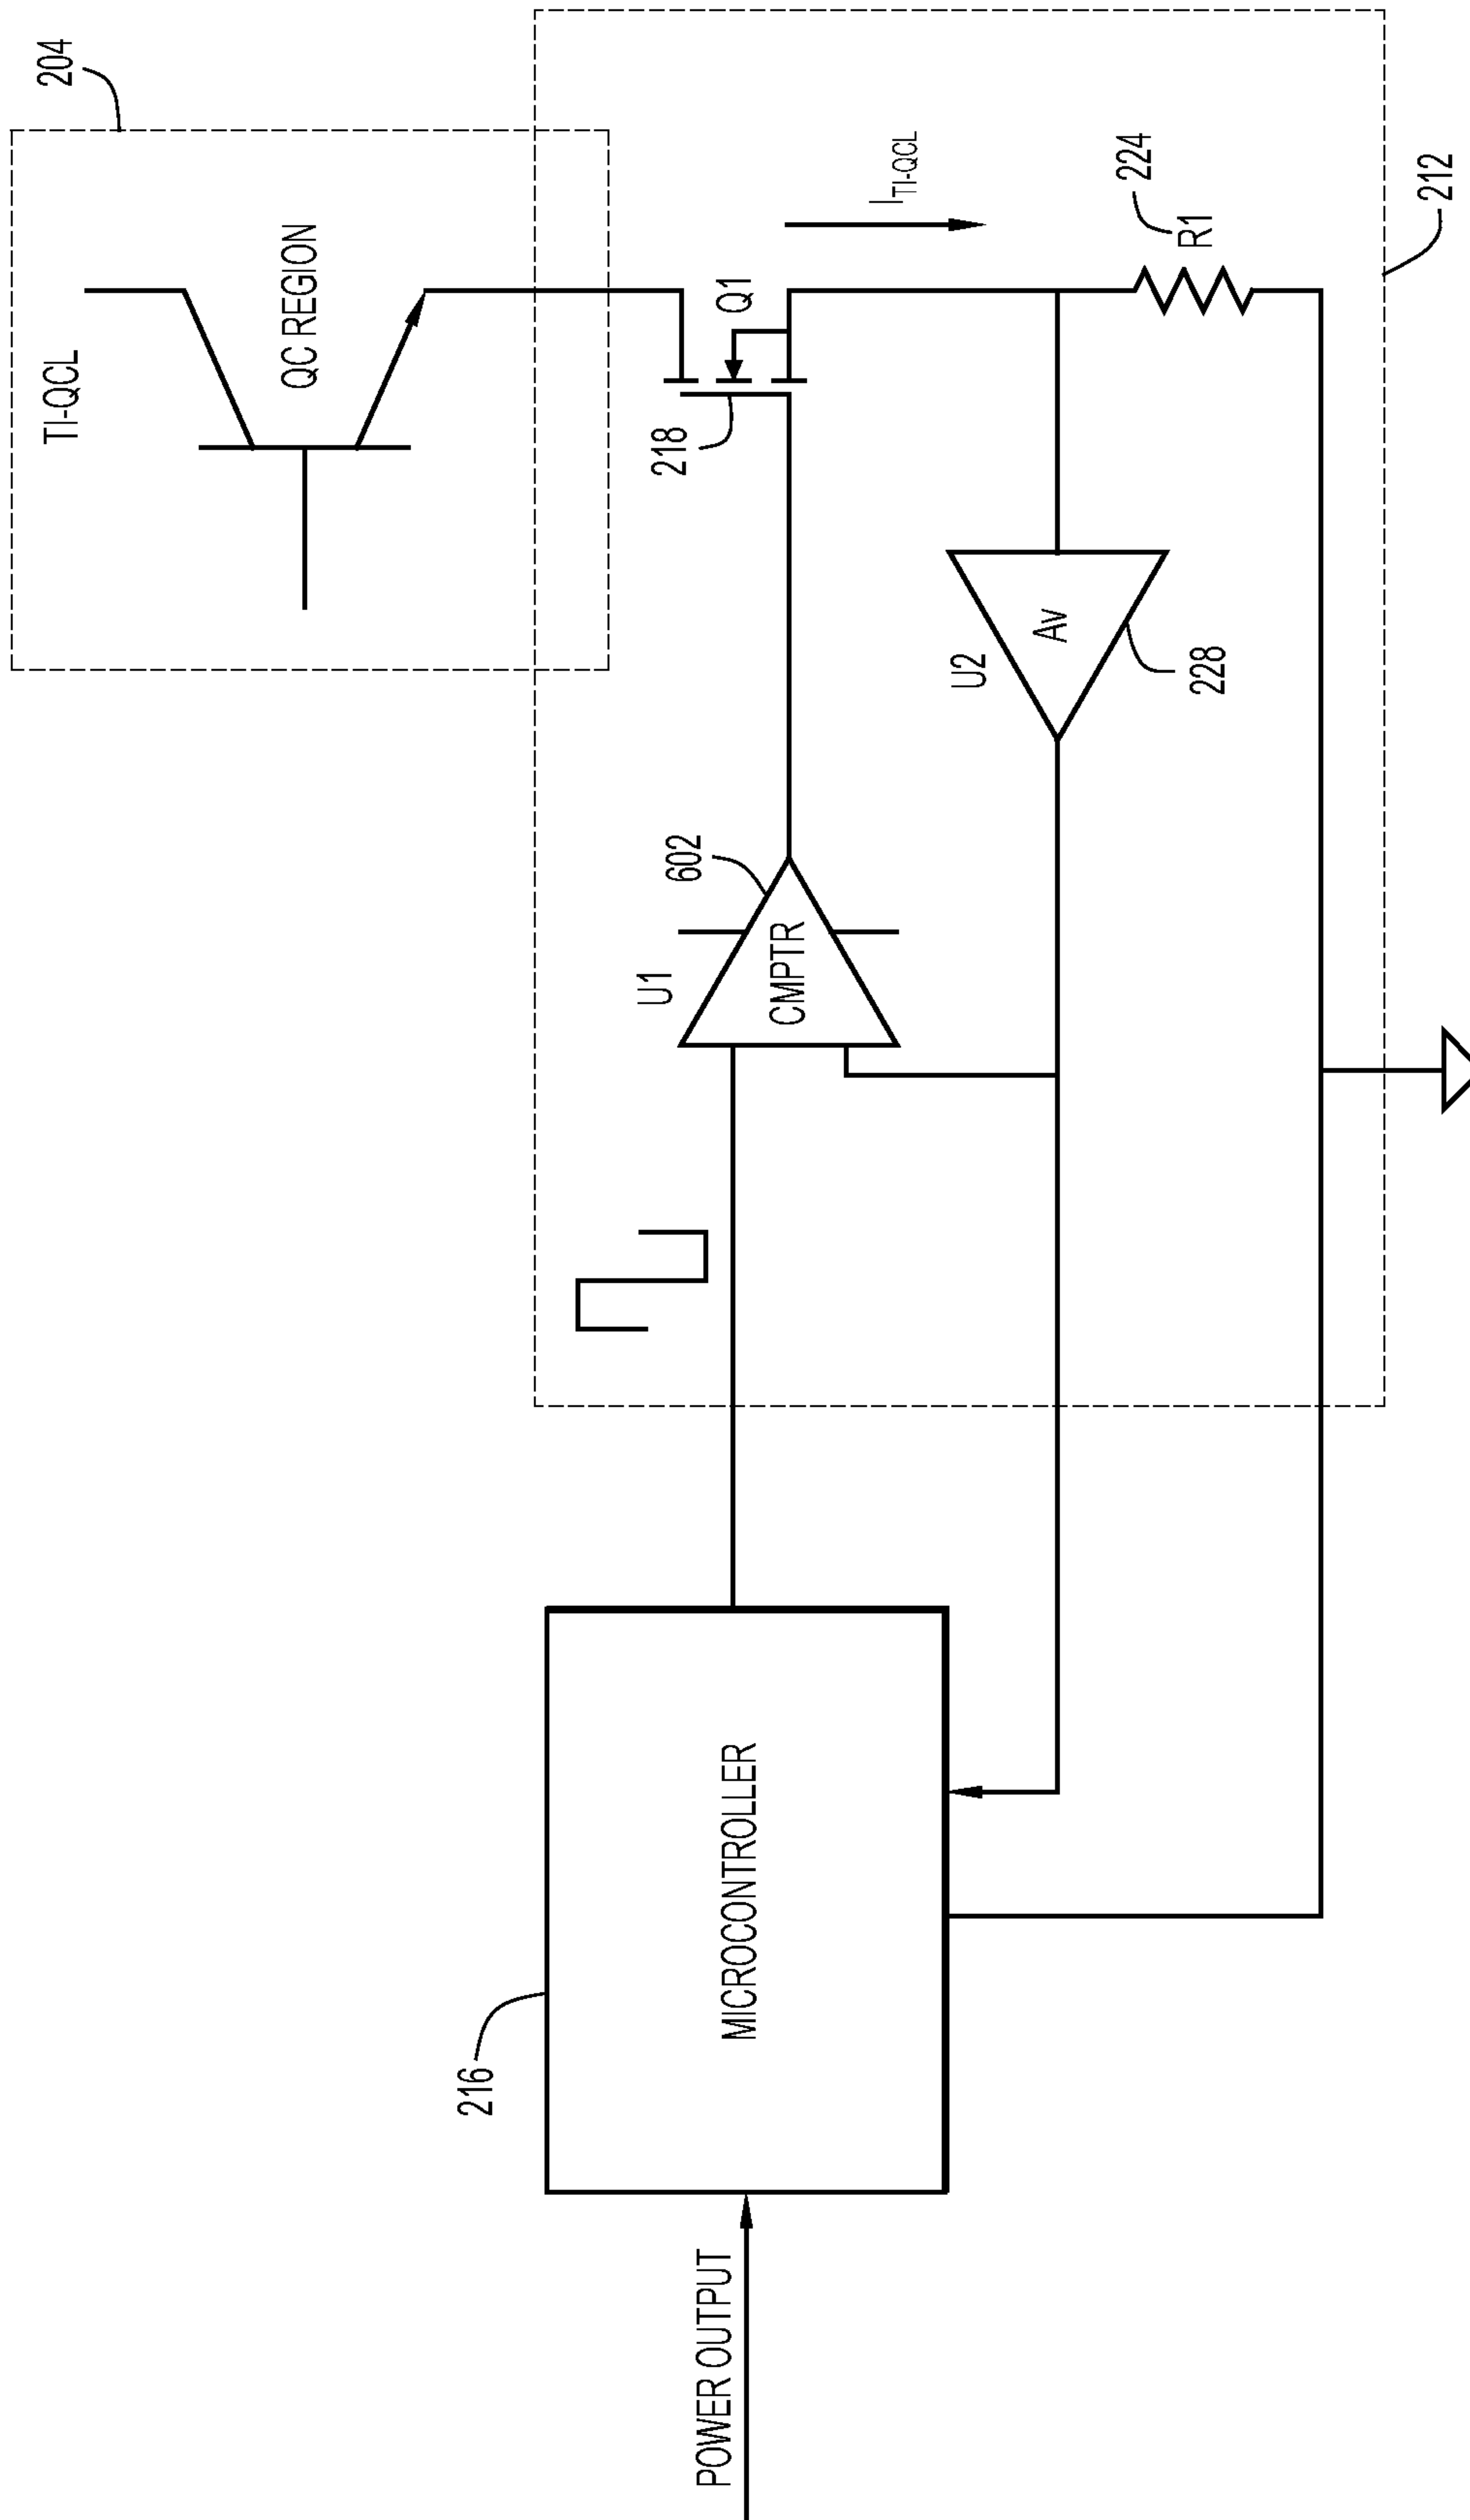 TI-QCL
204
QC REGION
216
U1
602
218
Q1
POWER OUTPUT
MICROCONTROLLER
CMPTR
ITI-QCL
U2
AV
224
R1
228
212